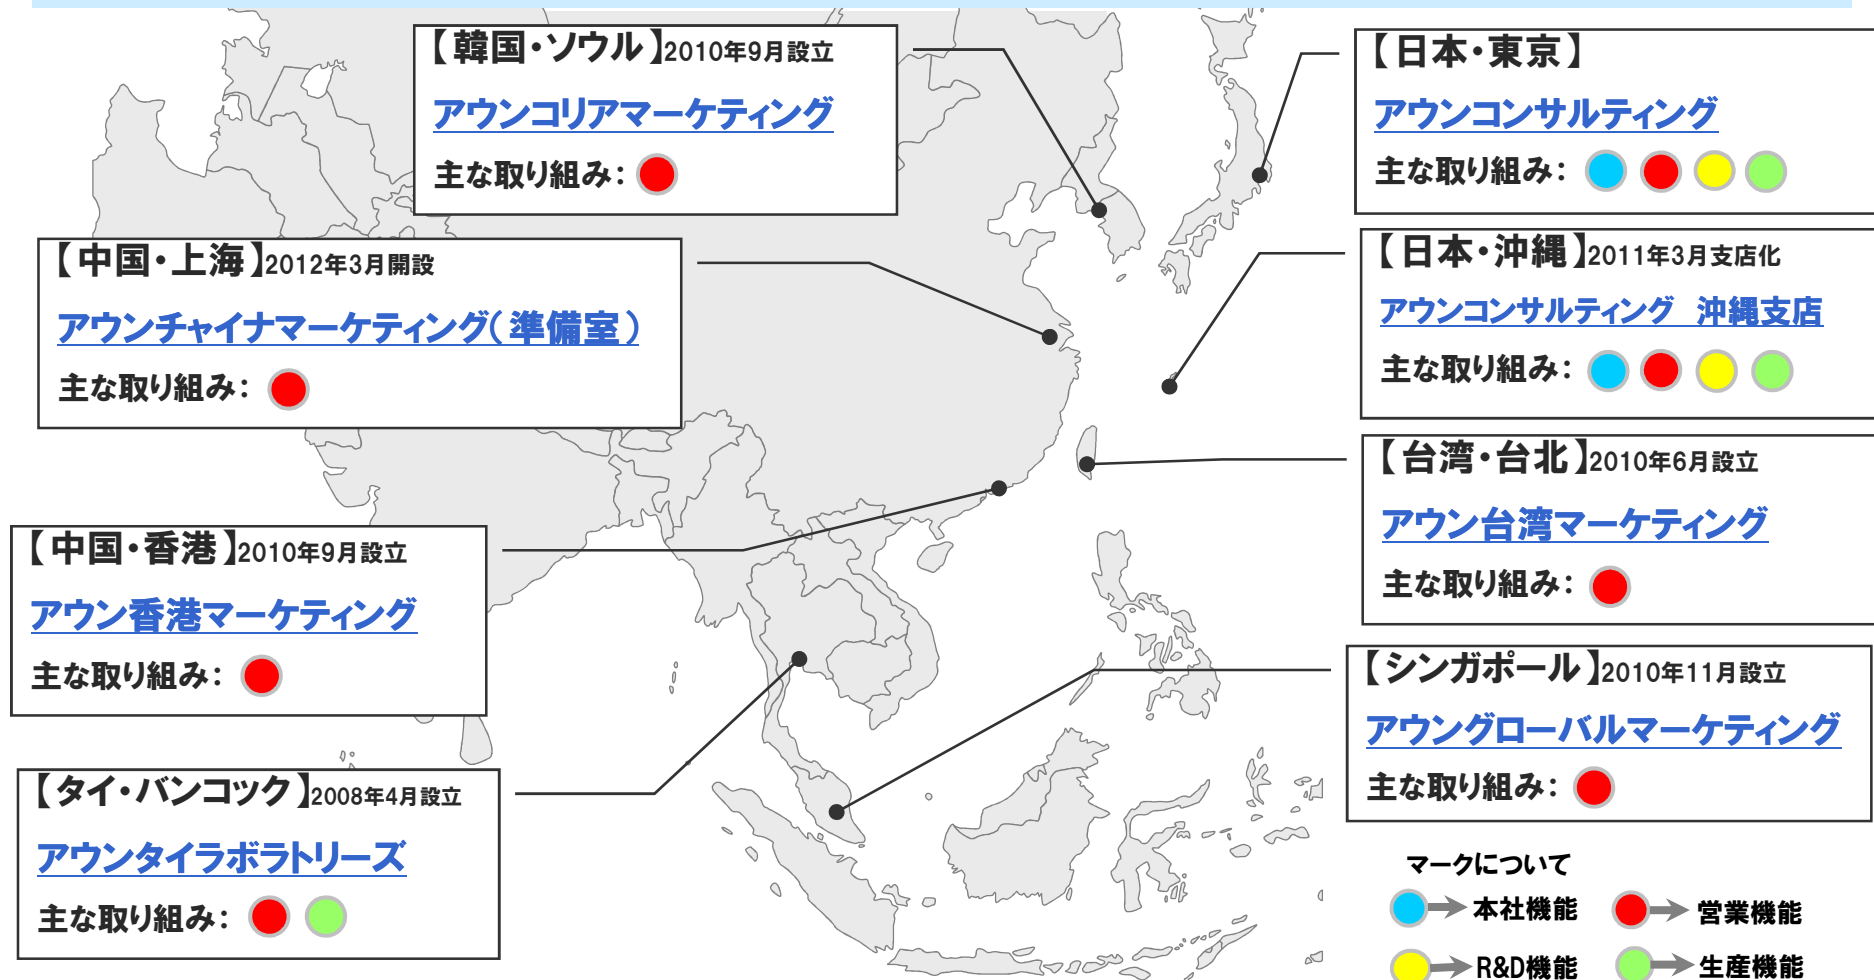 【韓国・ソウル】2010年9月設立
アウンコリアマーケティング
主な取り組み：
【日本・東京】
アウンコンサルティング
主な取り組み：
【中国・上海】2012年3月開設
アウンチャイナマーケティング（準備室）
主な取り組み：
【日本・沖縄】2011年3月支店化
アウンコンサルティング　沖縄支店
主な取り組み：
【台湾・台北】2010年6月設立
アウン台湾マーケティング
主な取り組み：
【中国・香港】2010年9月設立
アウン香港マーケティング
主な取り組み：
【シンガポール】2010年11月設立
アウングローバルマーケティング
主な取り組み：
【タイ・バンコック】2008年4月設立
アウンタイラボラトリーズ
主な取り組み：
マークについて
本社機能
営業機能
R&D機能
生産機能